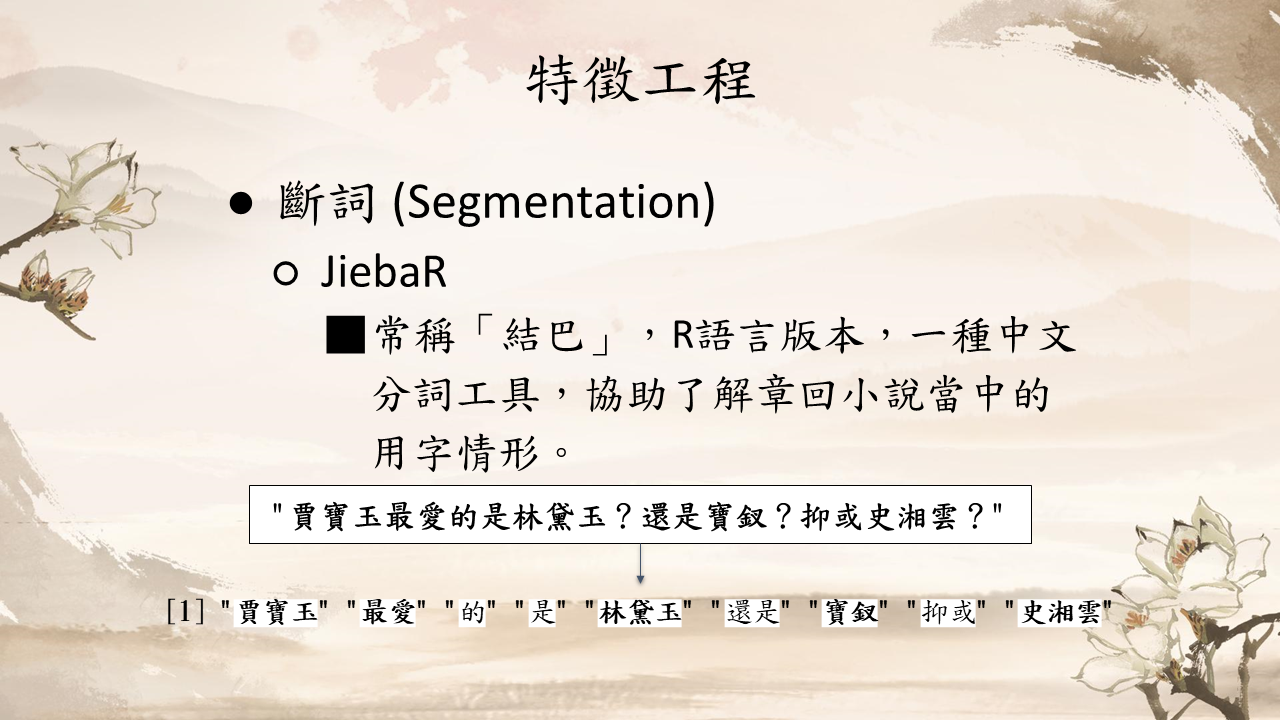 特徵工程
● 斷詞 (Segmentation)
○ JiebaR
■常稱「結巴」，R語言版本，一種中文
分詞工具，協助了解章回小說當中的
用字情形。
"賈寶玉最愛的是林黛玉？還是寶釵？抑或史湘雲？"
[1] "賈寶玉" "最愛" "的" "是" "林黛玉" "還是" "寶釵" "抑或" "史湘雲"